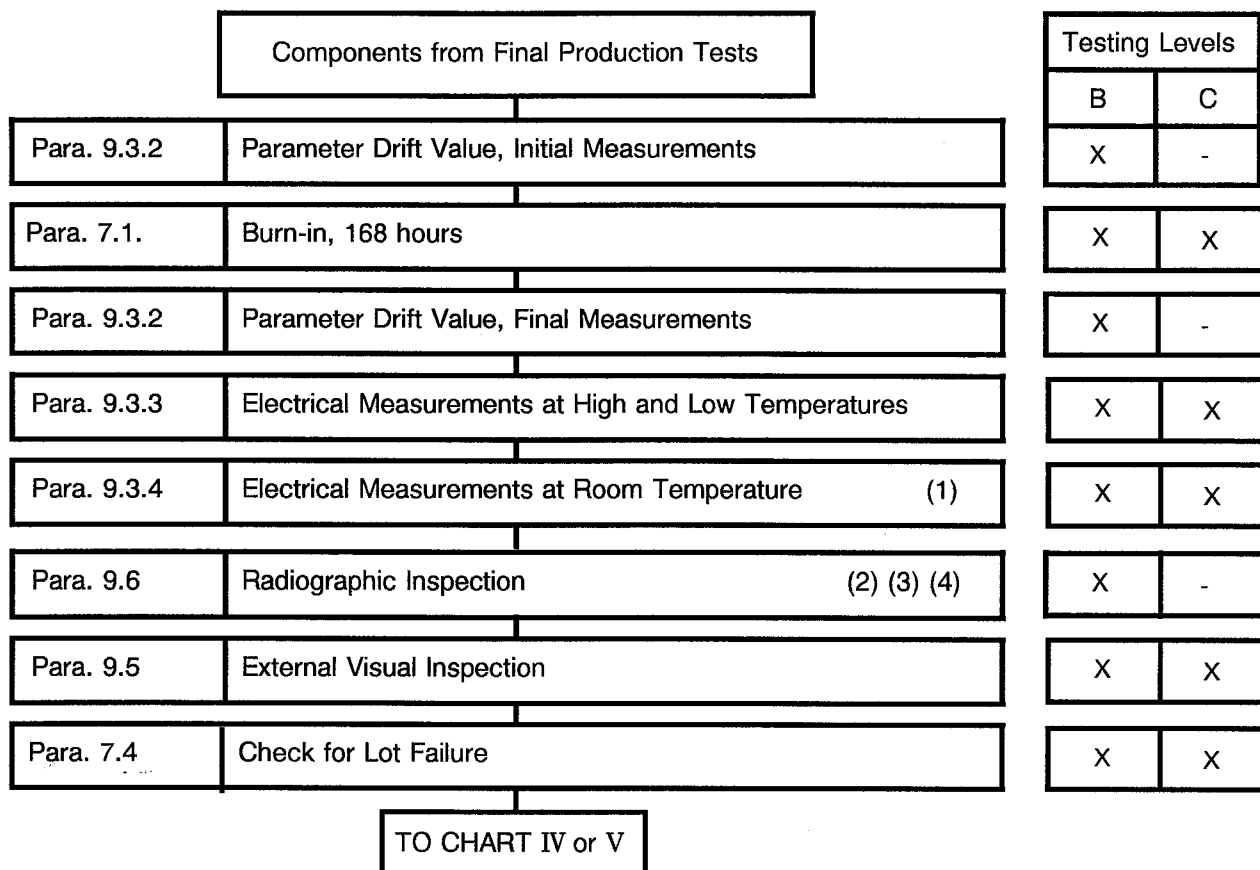 Components from Final Production Tests
Testing Levels
B C
Para. 9.3.2 Parameter Drift Value, Initial Measurements X -
Para. 7.1. Burn-in, 168 hours X X
Para. 9.3.2 Parameter Drift Value, Final Measurements X -
Para. 9.3.3 Electrical Measurements at High and Low Temperatures X X
Para. 9.3.4 Electrical Measurements at Room Temperature (1) X X
Para. 9.6 Radiographic Inspection (2) (3) (4) X -
Para. 9.5 External Visual Inspection X X
Para. 7.4 Check for Lot Failure X X
TO CHART IV or V